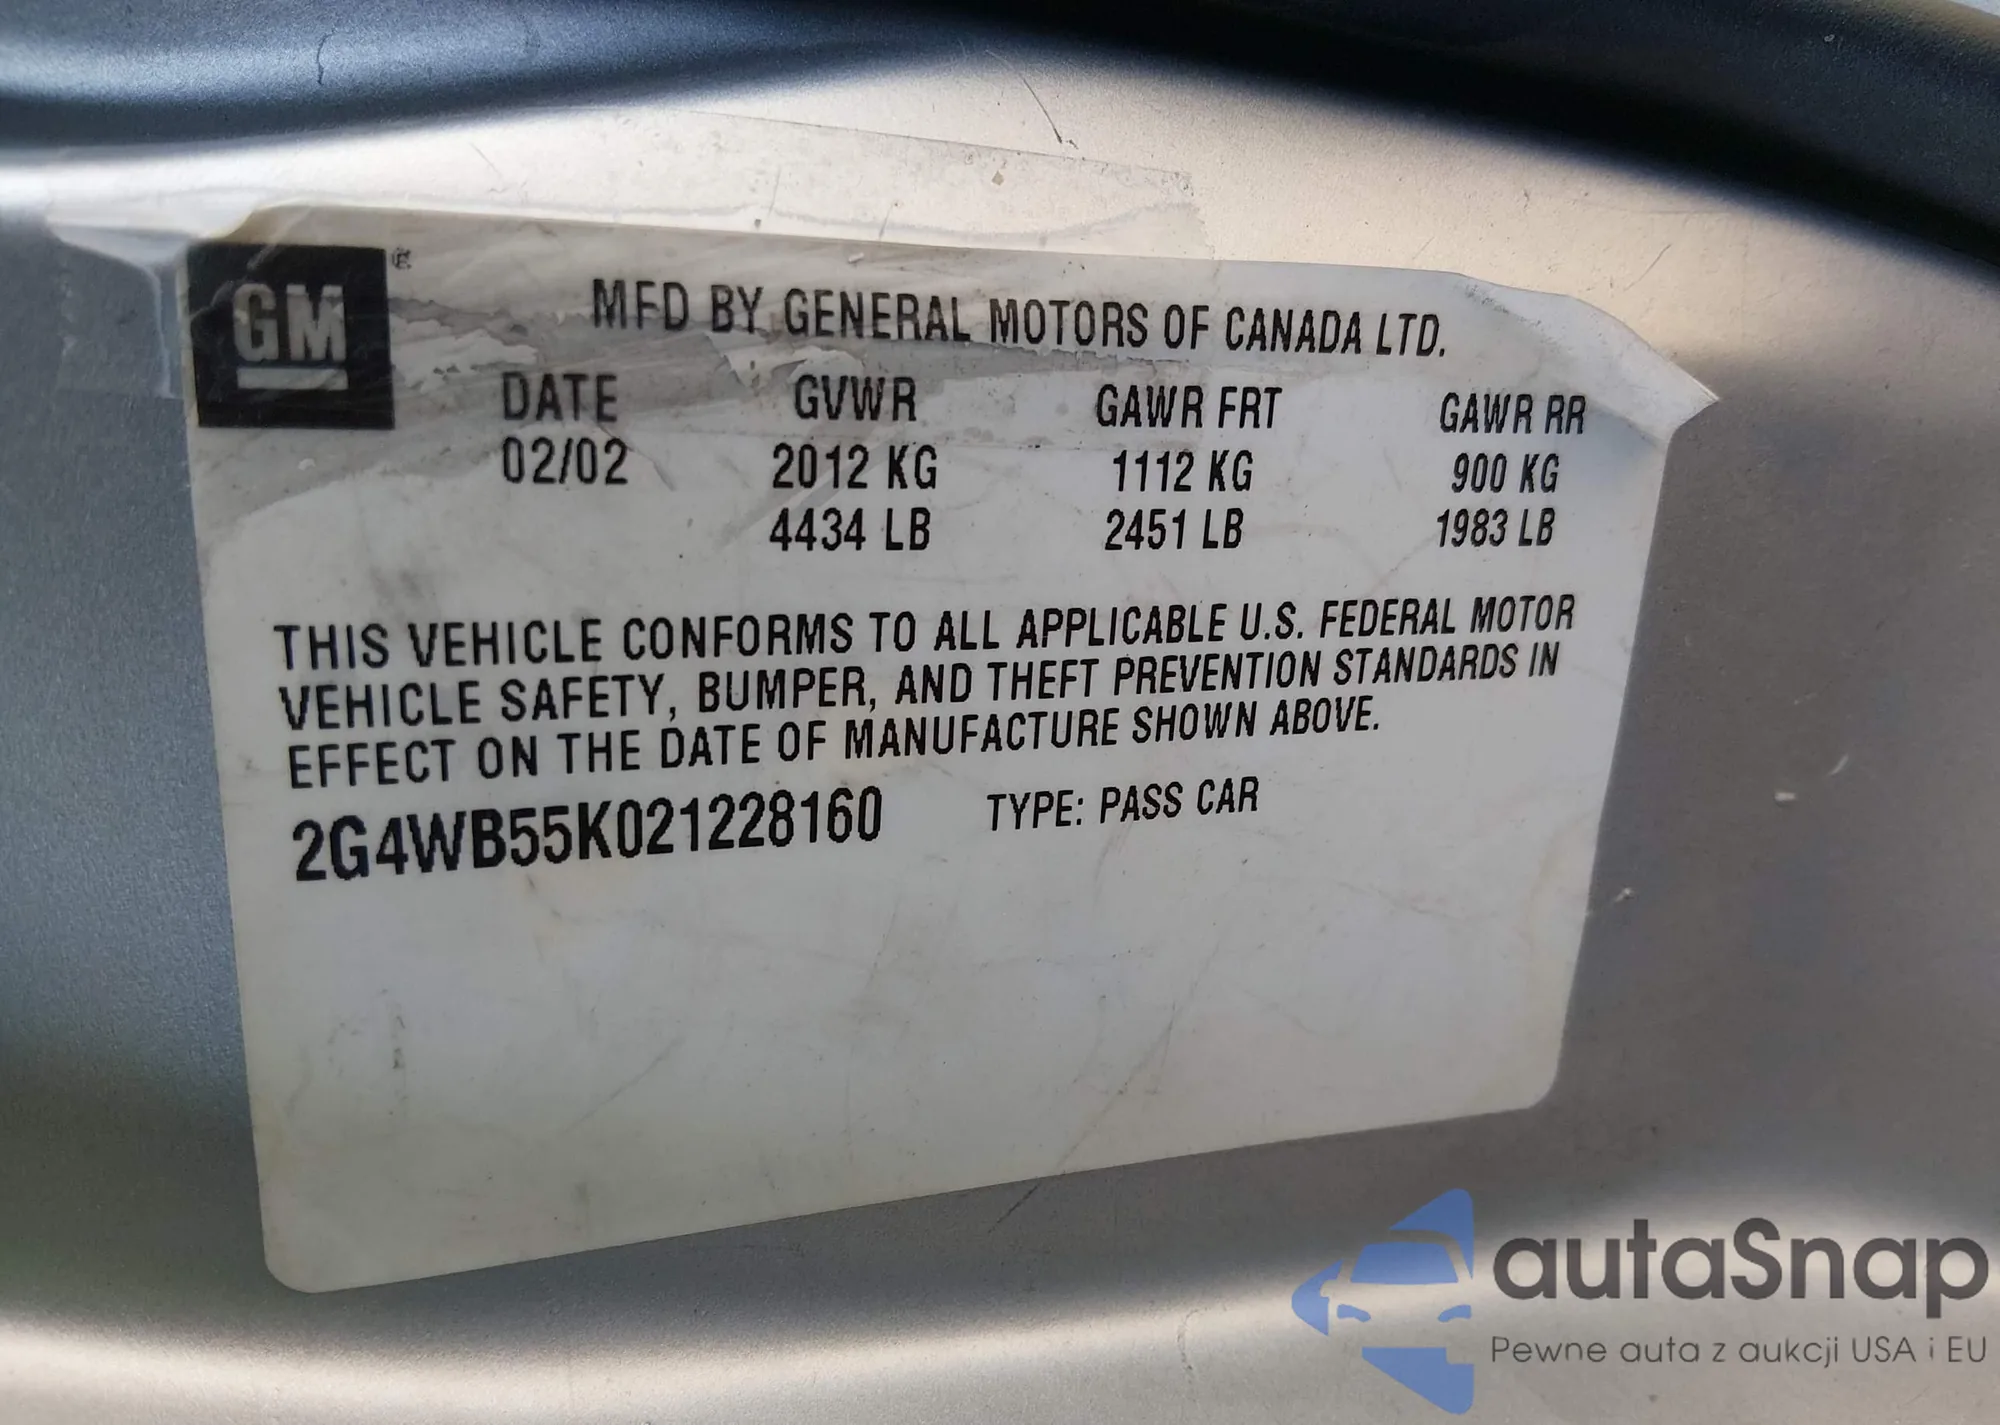 GM
MFD BY GENERAL MOTORS OF CANADA LTD.
DATE GVWR GAWR FRT GAWR RR
02/02 2012 KG 1112 KG 900 KG
4434 LB 2451 LB 1983 LB
THIS VEHICLE CONFORMS TO ALL APPLICABLE U.S. FEDERAL MOTOR
VEHICLE SAFETY, BUMPER, AND THEFT PREVENTION STANDARDS IN
EFFECT ON THE DATE OF MANUFACTURE SHOWN ABOVE.
2G4WB55K021228160 TYPE: PASS CAR
autaSnap
Pewne auta z aukcji USA i EU